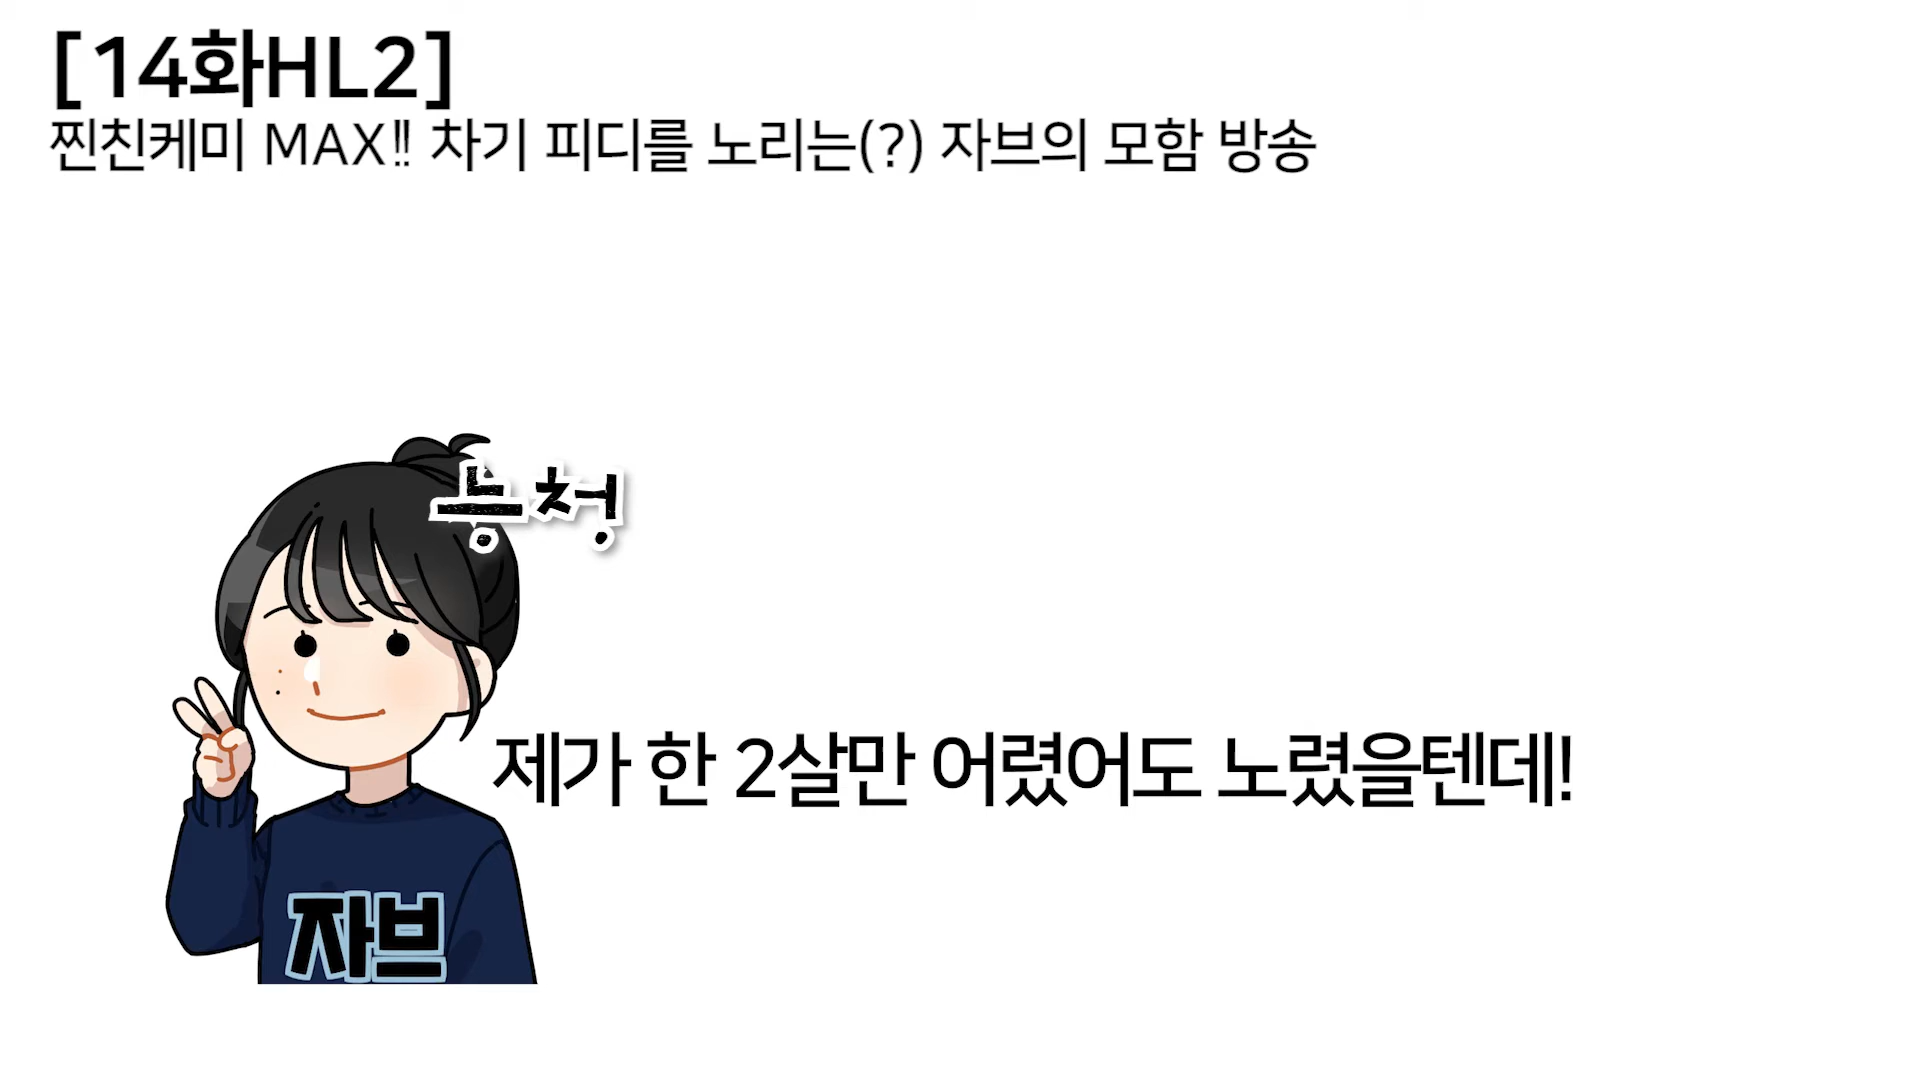 [14화HL2]
찐친케미 MAX!! 차기 피디를 노리는(?) 자브의 모함 방송
능청
제가 한 2살만 어렸어도 노렸을텐데!
자브